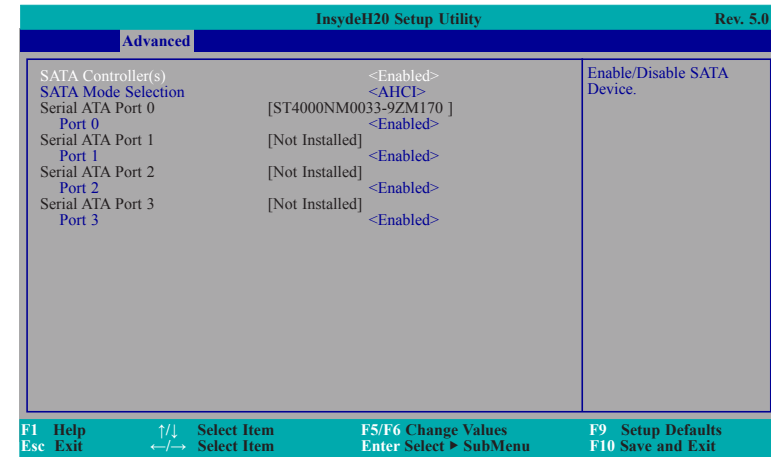 InsydeH20 Setup Utility Rev. 5.0
Advanced
SATA Controller(s) <Enabled>
SATA Mode Selection <AHCI>
Serial ATA Port 0 [ST4000NM0033-9ZM170 ]
Port 0 <Enabled>
Serial ATA Port 1 [Not Installed]
Port 1 <Enabled>
Serial ATA Port 2 [Not Installed]
Port 2 <Enabled>
Serial ATA Port 3 [Not Installed]
Port 3 <Enabled>
Enable/Disable SATA
Device.
F1 Help ↑/↓ Select Item F5/F6 Change Values F9 Setup Defaults
Esc Exit ←/→ Select Item Enter Select ▶ SubMenu F10 Save and Exit